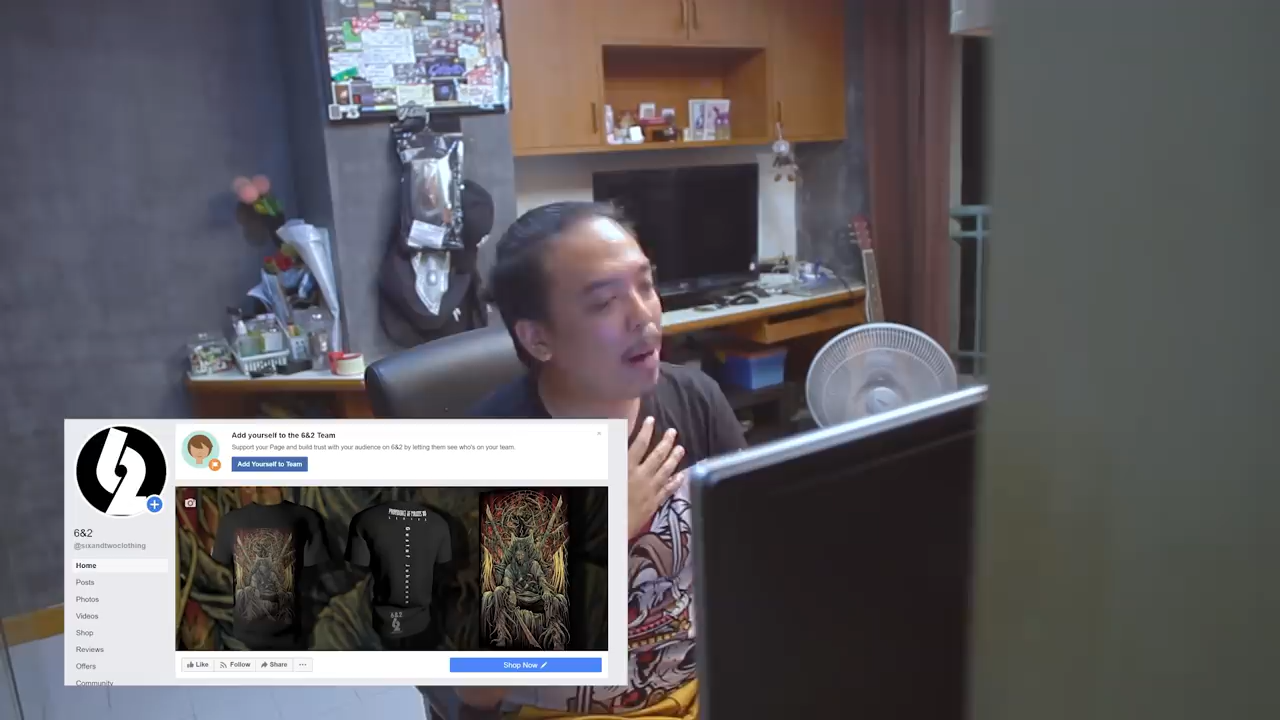 Add yourself to the 6&2 Team
Support your Page and build trust with your audience on 6&2 by letting them see who's on your team.
Add Yourself to Team
6&2
@sixandtwoclothing
Home
Posts
Photos
Videos
Shop
Reviews
Offers
Community
6&2
Like
Follow
Share
Shop Now